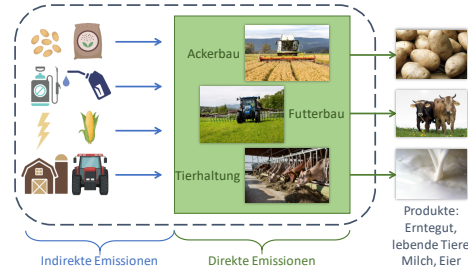 Ackerbau
Futterbau
Tierhaltung
Indirekte Emissionen
Direkte Emissionen
Produkte:
Erntegut,
lebende Tiere
Milch, Eier